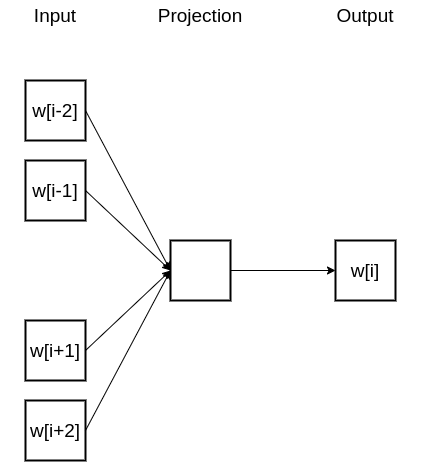 Input Projection Output
w[i-2]
w[i-1]
w[i]
w[i+1]
w[i+2]